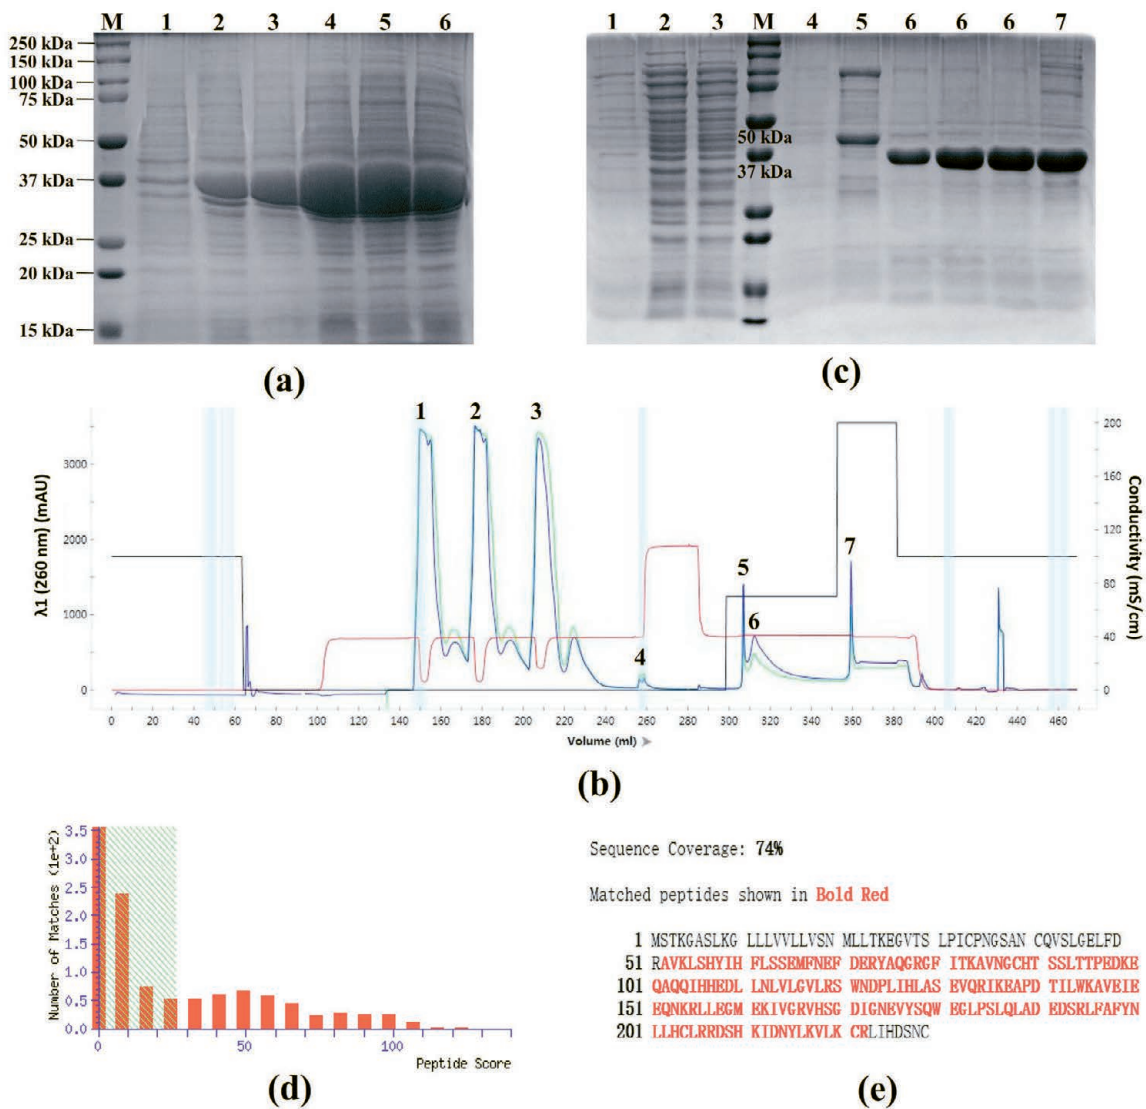 M 1 2 3 4 5 6
250 kDa
150 kDa
100 kDa
75 kDa
50 kDa
37 kDa
25 kDa
20 kDa
15 kDa
(a)
1 2 3 M 4 5 6 6 6 7
50 kDa
37 kDa
(c)
1 2 3 4 5 6 7
λ1 (260 nm) (mAU)
3000
2000
1000
0
200
160
120
80
40
0
Conductivity (mS/cm)
0 20 40 60 80 100 120 140 160 180 200 220 240 260 280 300 320 340 360 380 400 420 440 460
Volume (ml)
(b)
Number of Matches (1e+2)
3.5
3.0
2.5
2.0
1.5
1.0
0.5
0.0
0 50 100
Peptide Score
(d)
Sequence Coverage: 74%
Matched peptides shown in Bold Red
1 MSTKGASLKG LLLVVLLVSN MLLTKEGVTS LPICPNGSAN CQVSLGELFD
51 RAVKLSHYIH FLSSEMFNEF DERYAQGRGF ITKAVNGCHT SSLTTPEDKE
101 QAQQIHHEDL LNLVLGVLRS WNDPLIHLAS EVQRIKEAPD TILWKAVEIE
151 EQNKRLLEGM EKIVGRVHSG DIGNEVYSQW EGLPSLQLAD EDSRLFAFYN
201 LLHCLRRDSH KIDNYLKVLK CRLIHDSNC
(e)